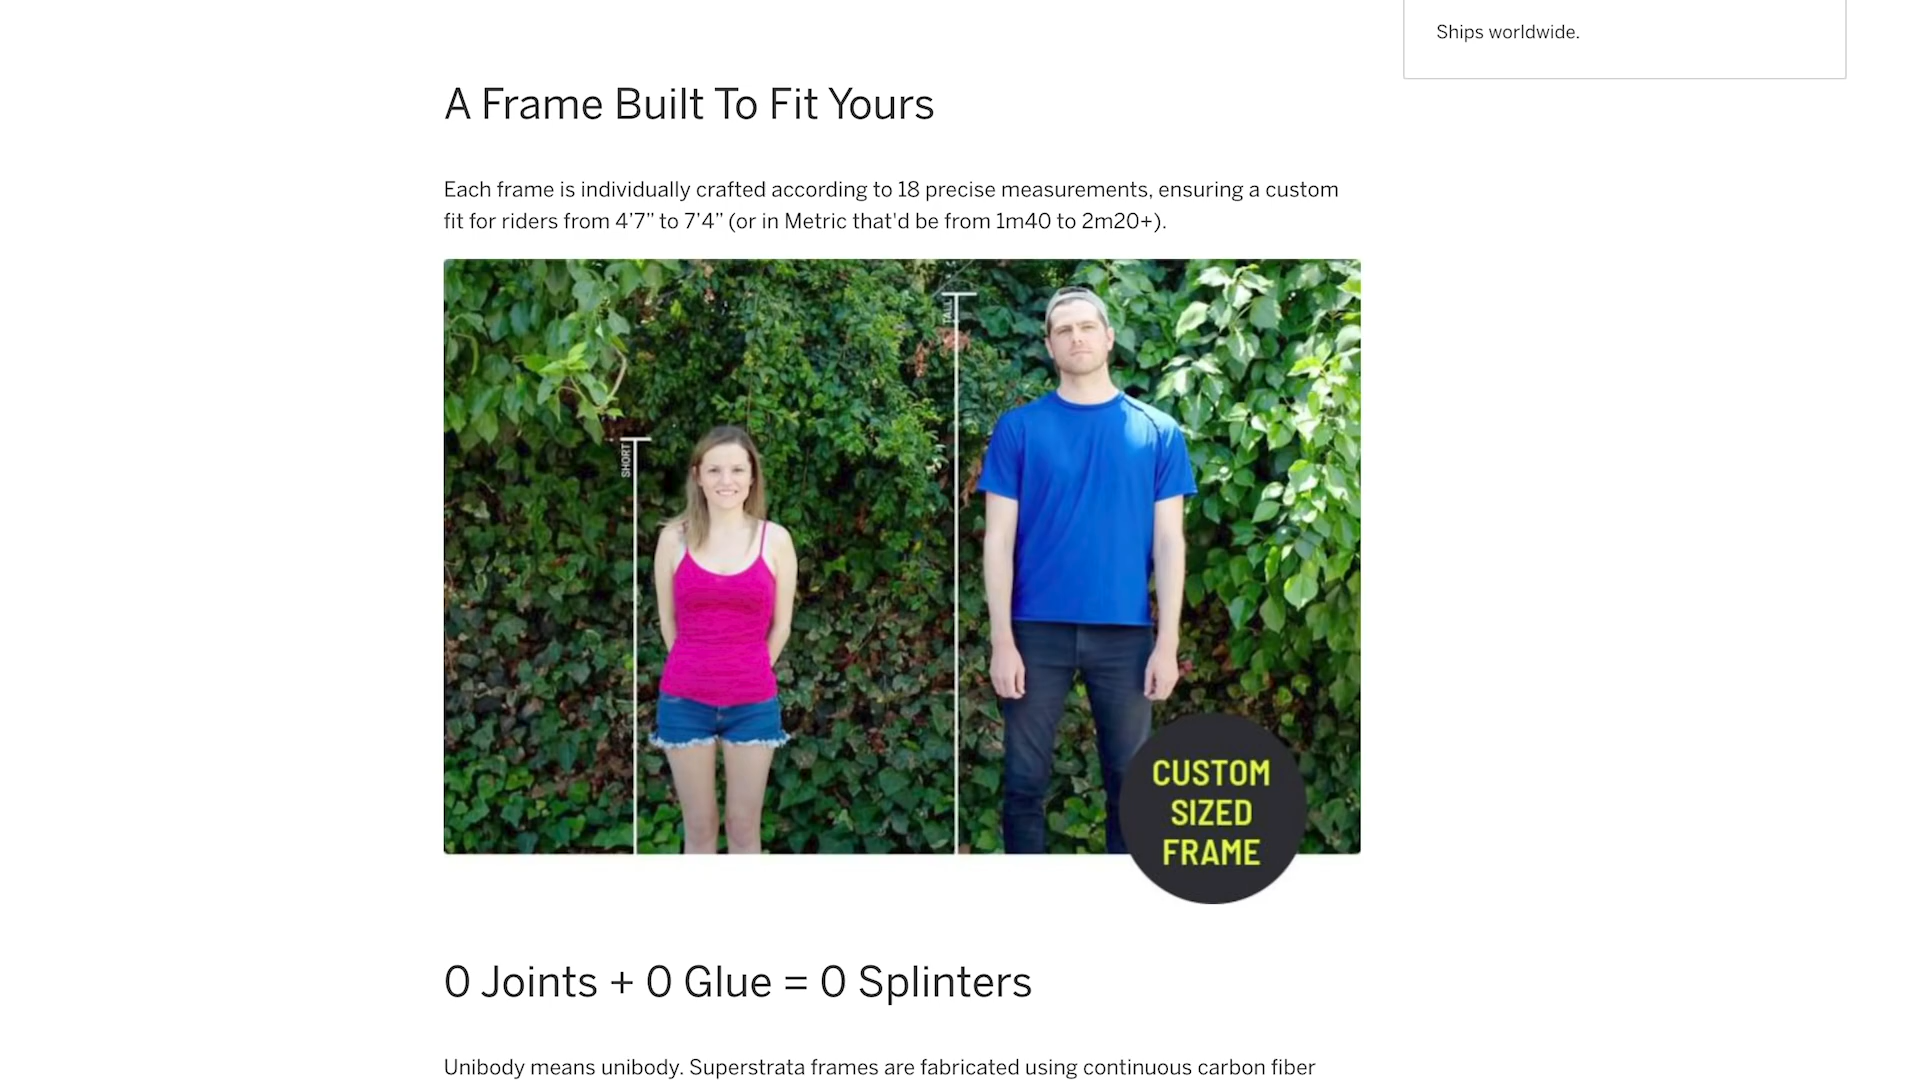 Ships worldwide.
A Frame Built To Fit Yours
Each frame is individually crafted according to 18 precise measurements, ensuring a custom
fit for riders from 4’7” to 7’4” (or in Metric that'd be from 1m40 to 2m20+).
TALL
SHORT
CUSTOM
SIZED
FRAME
0 Joints + 0 Glue = 0 Splinters
Unibody means unibody. Superstrata frames are fabricated using continuous carbon fiber